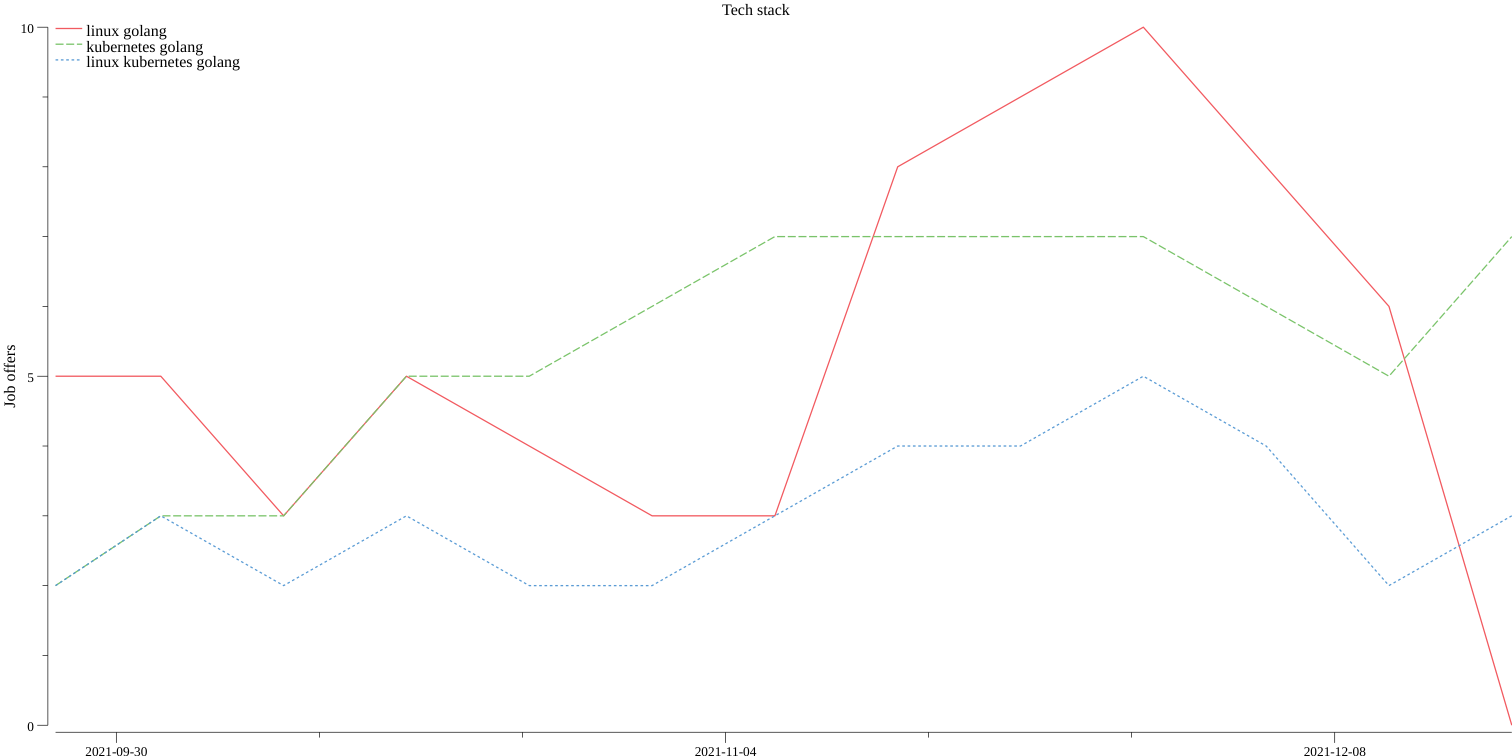 Tech stack
10
linux golang
kubernetes golang
linux kubernetes golang
Job offers
5
0
2021-09-30
2021-11-04
2021-12-08